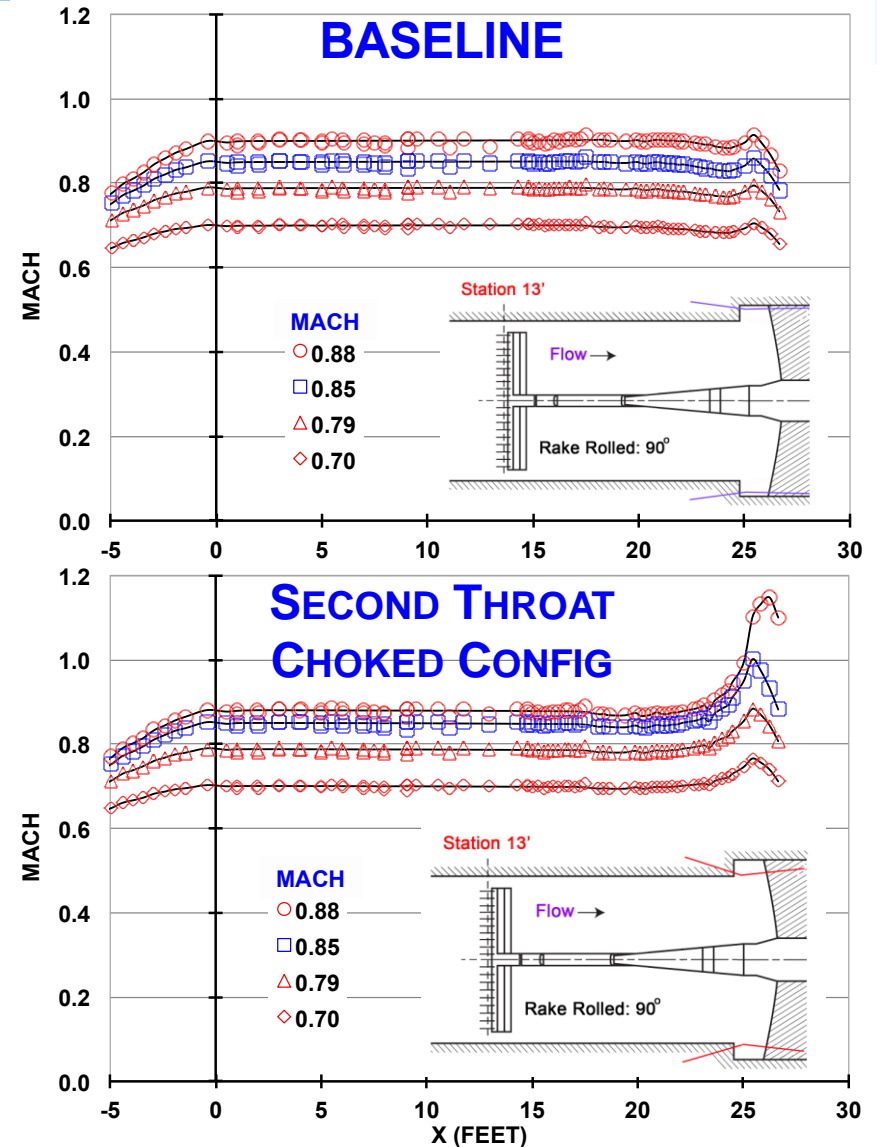 BASELINE
1.2
1.0
0.8
0.6
0.4
0.2
0.0
MACH
Station 13'
MACH
0.88
0.85
0.79
0.70
Flow
Rake Rolled: 90°
-5 0 5 10 15 20 25 30
SECOND THROAT
CHOKED CONFIG
1.2
1.0
0.8
0.6
0.4
0.2
0.0
MACH
Station 13'
MACH
0.88
0.85
0.79
0.70
Flow
Rake Rolled: 90°
-5 0 5 10 15 20 25 30
X (FEET)